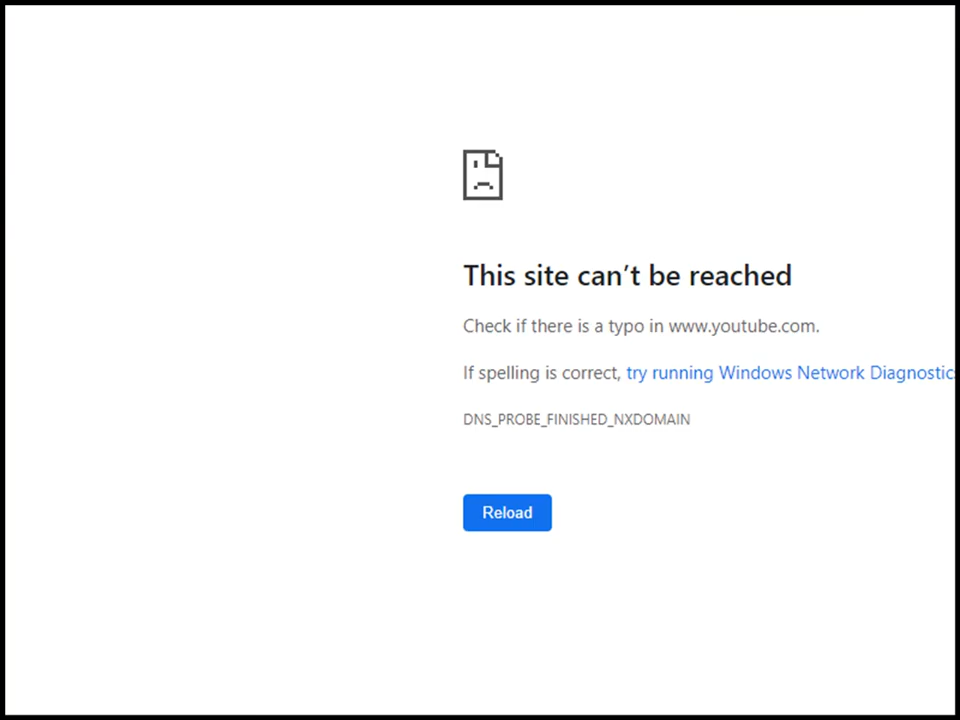 This site can’t be reached
Check if there is a typo in www.youtube.com.
If spelling is correct, try running Windows Network Diagnostic
DNS_PROBE_FINISHED_NXDOMAIN
Reload